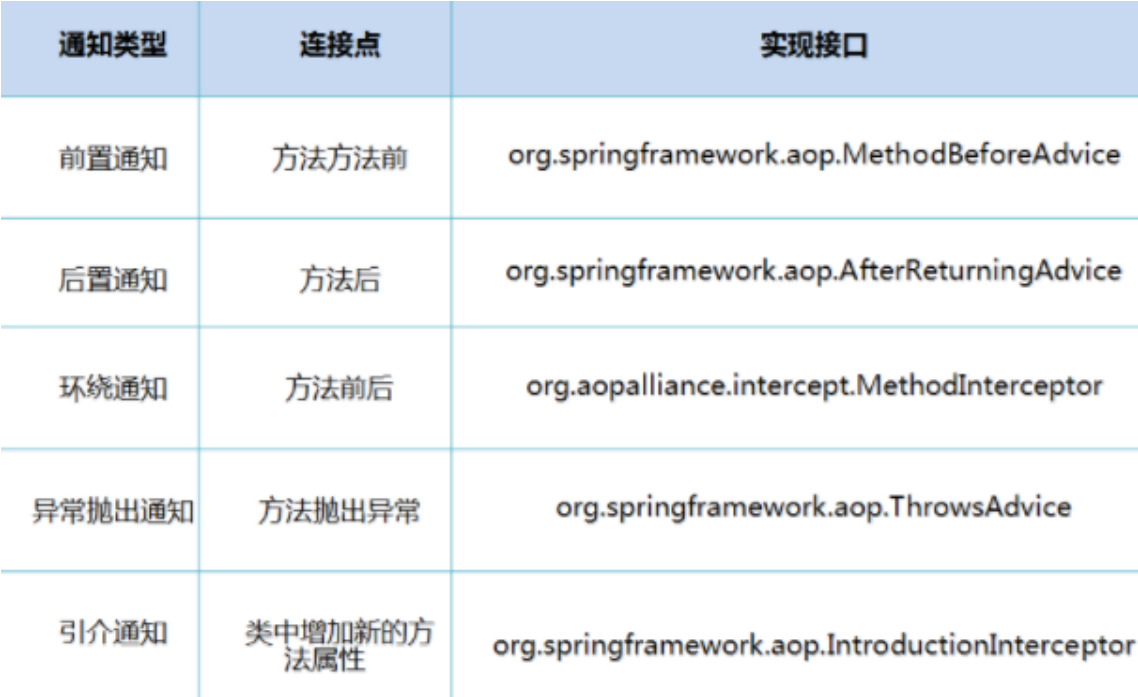 通知类型 连接点 实现接口
前置通知 方法方法前 org.springframework.aop.MethodBeforeAdvice
后置通知 方法后 org.springframework.aop.AfterReturningAdvice
环绕通知 方法前后 org.aopalliance.intercept.MethodInterceptor
异常抛出通知 方法抛出异常 org.springframework.aop.ThrowsAdvice
引介通知 类中增加新的方
法属性 org.springframework.aop.IntroductionInterceptor